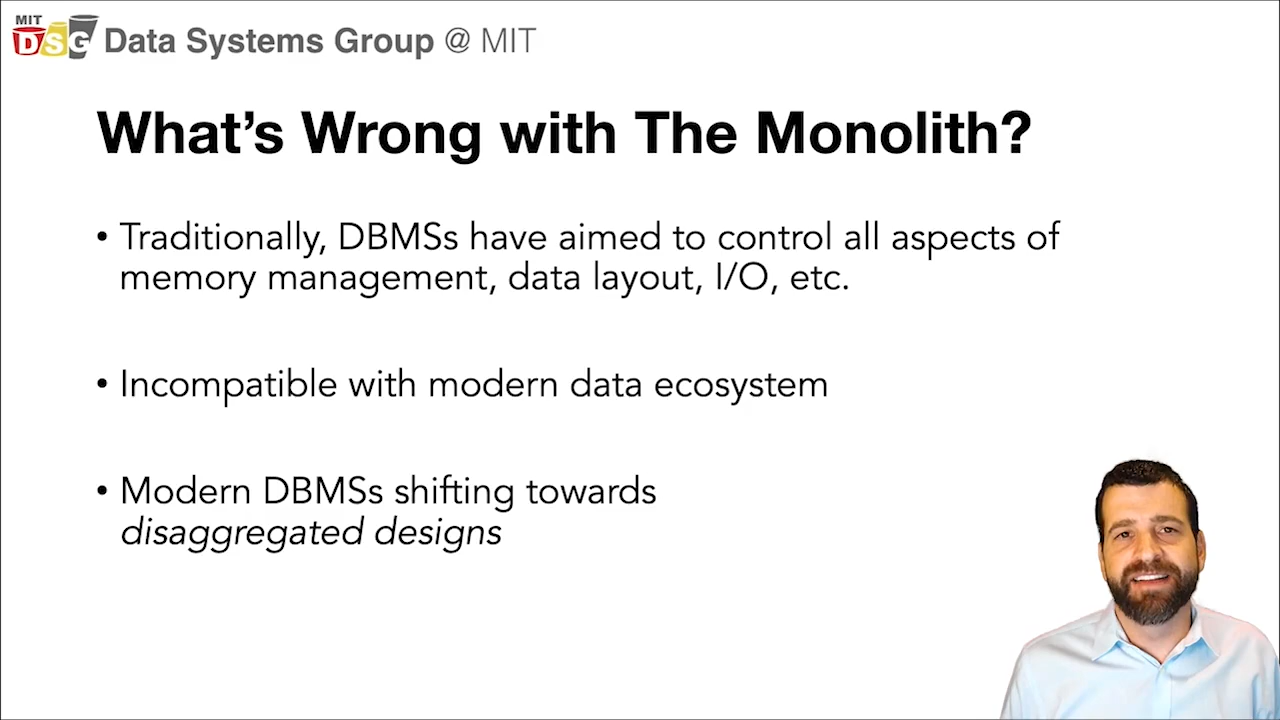 MIT
DSG Data Systems Group @ MIT
What's Wrong with The Monolith?
• Traditionally, DBMSs have aimed to control all aspects of
memory management, data layout, I/O, etc.
• Incompatible with modern data ecosystem
• Modern DBMSs shifting towards
disaggregated designs